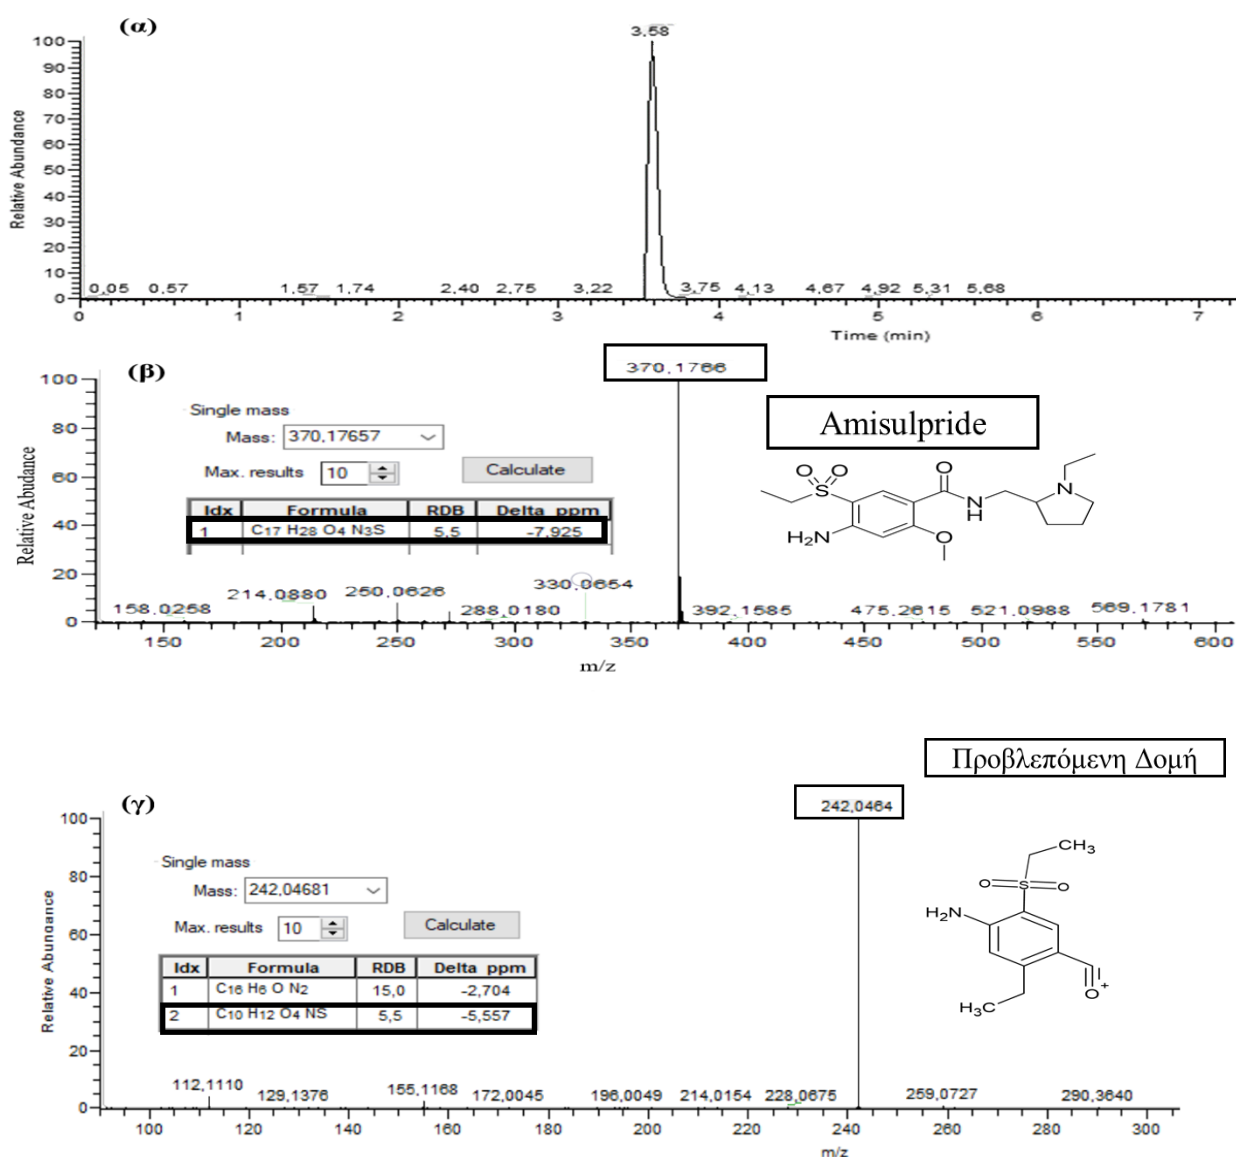 (α)
3.58
Relative Abundance
100
90
80
70
60
50
40
30
20
10
0
0.05 0.57 1.57 1.74 2.40 2.75 3.22 3.75 4.13 4.67 4.92 5.31 5.68
0 1 2 3 4 5 6 7
Time (min)
(β)
370,1766
Relative Abudance
100
80
60
40
20
0
Single mass
Mass: 370,17657
Max. results 10 Calculate
Idx Formula RDB Delta ppm
1 C17 H28 O4 N3S 5,5 -7,925
Amisulpride
O O O
S N
N
H
H2N O
158,0258 214,0880 250,0626 288,0180 330,0654 392,1585 475,2615 521,0988 569,1781
150 200 250 300 350 400 450 500 550 600
m/z
Προβλεπόμενη Δομή
(γ)
242,0464
Relative Abundance
100
80
60
40
20
0
Single mass
Mass: 242,04681
Max. results 10 Calculate
Idx Formula RDB Delta ppm
1 C16 H6 O N2 15,0 -2,704
2 C10 H12 O4 NS 5,5 -5,557
CH3
O S O
H2N
H3C
O+
112,1110 129,1376 155,1168 172,0045 196,0049 214,0154 228,0675 259,0727 290,3640
100 120 140 160 180 200 220 240 260 280 300
m/z